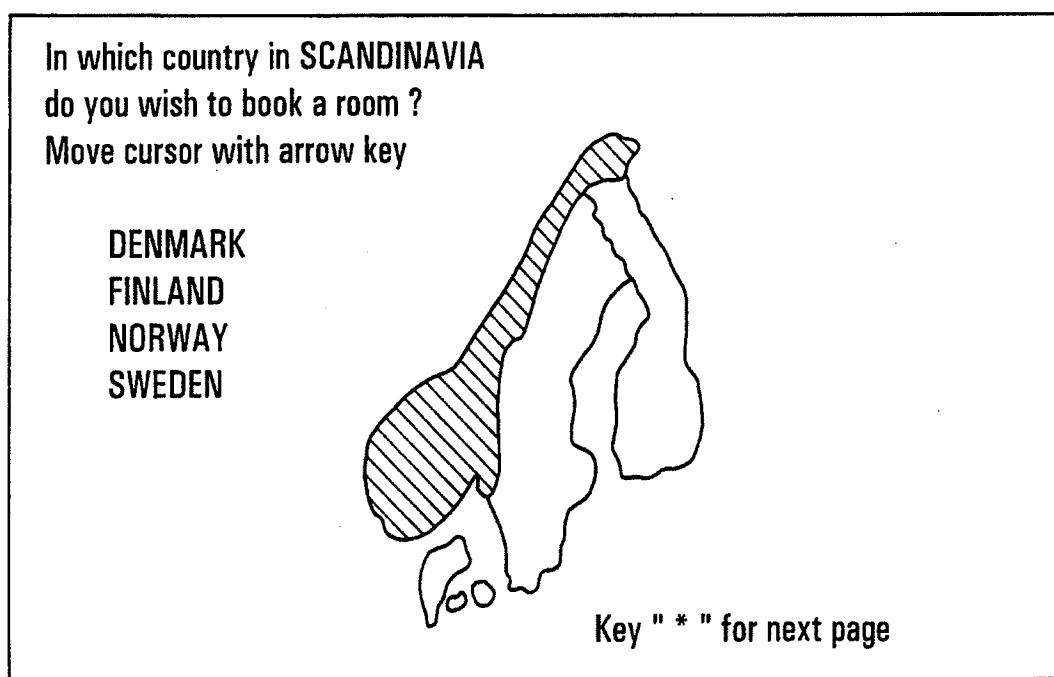 In which country in SCANDINAVIA
do you wish to book a room ?
Move cursor with arrow key
DENMARK
FINLAND
NORWAY
SWEDEN
Key " * " for next page